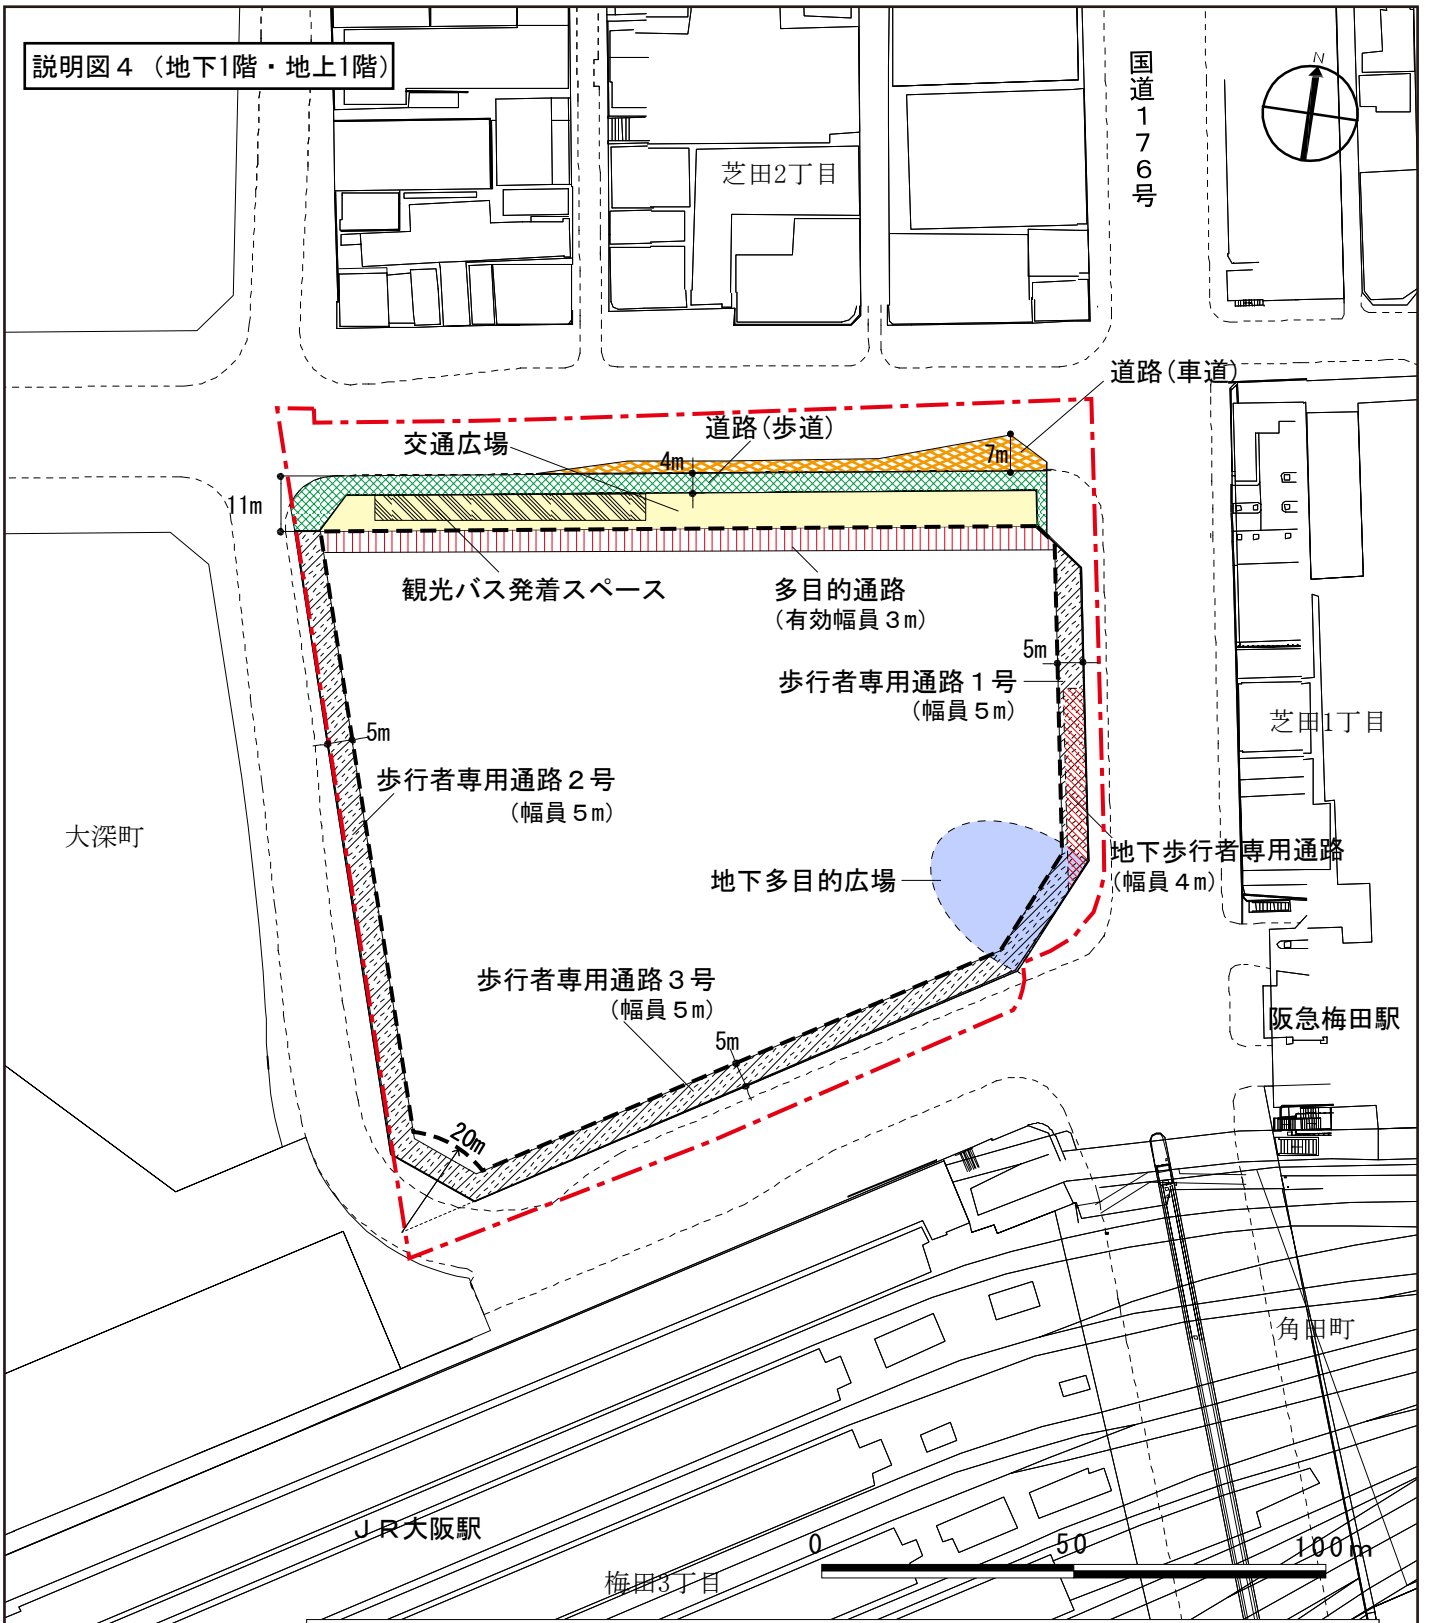 説明図４（地下1階・地上1階）
国道１７６号
N
芝田2丁目
道路（車道）
道路（歩道）
交通広場
4m
7m
11m
観光バス発着スペース
多目的通路
（有効幅員３m）
5m
歩行者専用通路１号
（幅員５m）
芝田1丁目
5m
歩行者専用通路２号
（幅員５m）
大深町
地下歩行者専用通路
（幅員４m）
地下多目的広場
歩行者専用通路３号
（幅員５m）
阪急梅田駅
5m
20m
角田町
ＪＲ大阪駅
0 50 100m
梅田3丁目